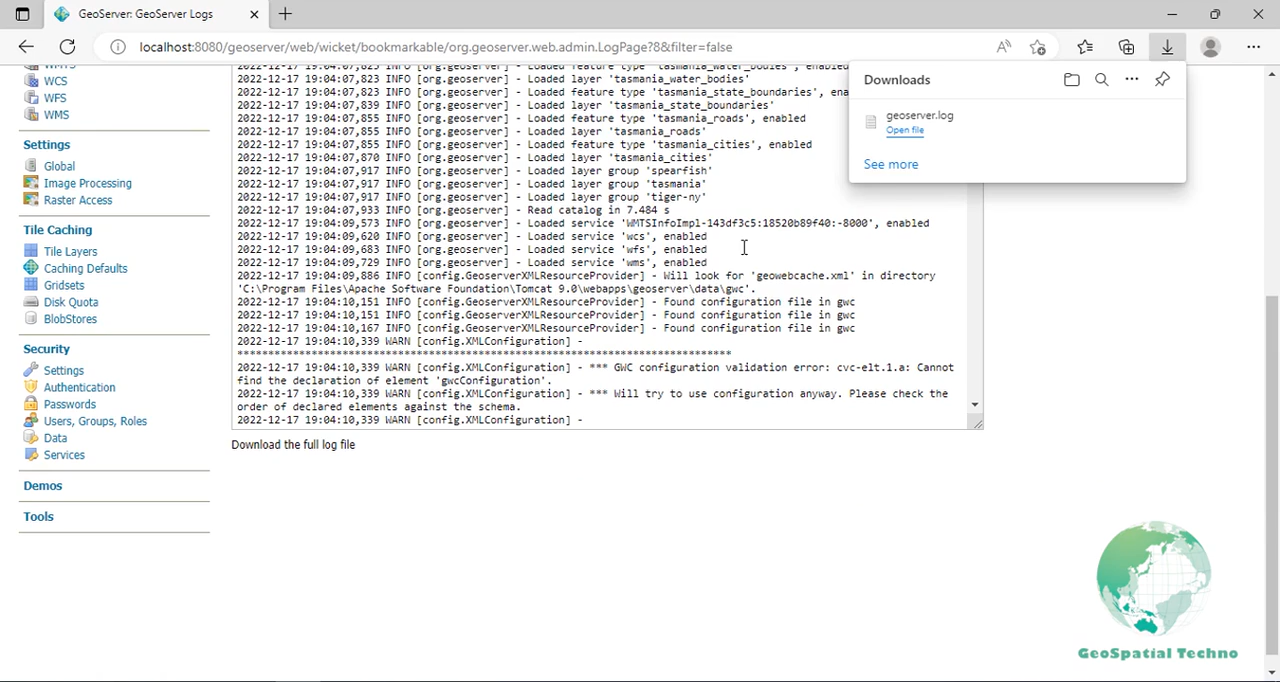 GeoServer: GeoServer Logs
localhost:8080/geoserver/web/wicket/bookmarkable/org.geoserver.web.admin.LogPage?8&filter=false
Downloads
geoserver.log
Open file
See more
WMTS
WCS
WFS
WMS
Settings
Global
Image Processing
Raster Access
Tile Caching
Tile Layers
Caching Defaults
Gridsets
Disk Quota
BlobStores
Security
Settings
Authentication
Passwords
Users, Groups, Roles
Data
Services
Demos
Tools
2022-12-17 19:04:07,823 INFO [org.geoserver] - Loaded feature type 'tasmania_water_bodies', enabled
2022-12-17 19:04:07,823 INFO [org.geoserver] - Loaded layer 'tasmania_water_bodies'
2022-12-17 19:04:07,823 INFO [org.geoserver] - Loaded feature type 'tasmania_state_boundaries', ena
2022-12-17 19:04:07,839 INFO [org.geoserver] - Loaded layer 'tasmania_state_boundaries'
2022-12-17 19:04:07,855 INFO [org.geoserver] - Loaded feature type 'tasmania_roads', enabled
2022-12-17 19:04:07,855 INFO [org.geoserver] - Loaded layer 'tasmania_roads'
2022-12-17 19:04:07,855 INFO [org.geoserver] - Loaded feature type 'tasmania_cities', enabled
2022-12-17 19:04:07,870 INFO [org.geoserver] - Loaded layer 'tasmania_cities'
2022-12-17 19:04:07,917 INFO [org.geoserver] - Loaded layer group 'spearfish'
2022-12-17 19:04:07,917 INFO [org.geoserver] - Loaded layer group 'tasmania'
2022-12-17 19:04:07,917 INFO [org.geoserver] - Loaded layer group 'tiger-ny'
2022-12-17 19:04:07,933 INFO [org.geoserver] - Read catalog in 7.484 s
2022-12-17 19:04:09,573 INFO [org.geoserver] - Loaded service 'WMTSInfoImpl-143df3c5:18520b89f40:-8000', enabled
2022-12-17 19:04:09,620 INFO [org.geoserver] - Loaded service 'wcs', enabled
2022-12-17 19:04:09,683 INFO [org.geoserver] - Loaded service 'wfs', enabled
2022-12-17 19:04:09,729 INFO [org.geoserver] - Loaded service 'wms', enabled
2022-12-17 19:04:09,886 INFO [config.GeoserverXMLResourceProvider] - Will look for 'geowebcache.xml' in directory
'C:\Program Files\Apache Software Foundation\Tomcat 9.0\webapps\geoserver\data\gwc'.
2022-12-17 19:04:10,151 INFO [config.GeoserverXMLResourceProvider] - Found configuration file in gwc
2022-12-17 19:04:10,151 INFO [config.GeoserverXMLResourceProvider] - Found configuration file in gwc
2022-12-17 19:04:10,167 INFO [config.GeoserverXMLResourceProvider] - Found configuration file in gwc
2022-12-17 19:04:10,339 WARN [config.XMLConfiguration] -
********************************************************************************
2022-12-17 19:04:10,339 WARN [config.XMLConfiguration] - *** GWC configuration validation error: cvc-elt.1.a: Cannot
find the declaration of element 'gwcConfiguration'.
2022-12-17 19:04:10,339 WARN [config.XMLConfiguration] - *** Will try to use configuration anyway. Please check the
order of declared elements against the schema.
2022-12-17 19:04:10,339 WARN [config.XMLConfiguration] -
Download the full log file
GeoSpatial Techno